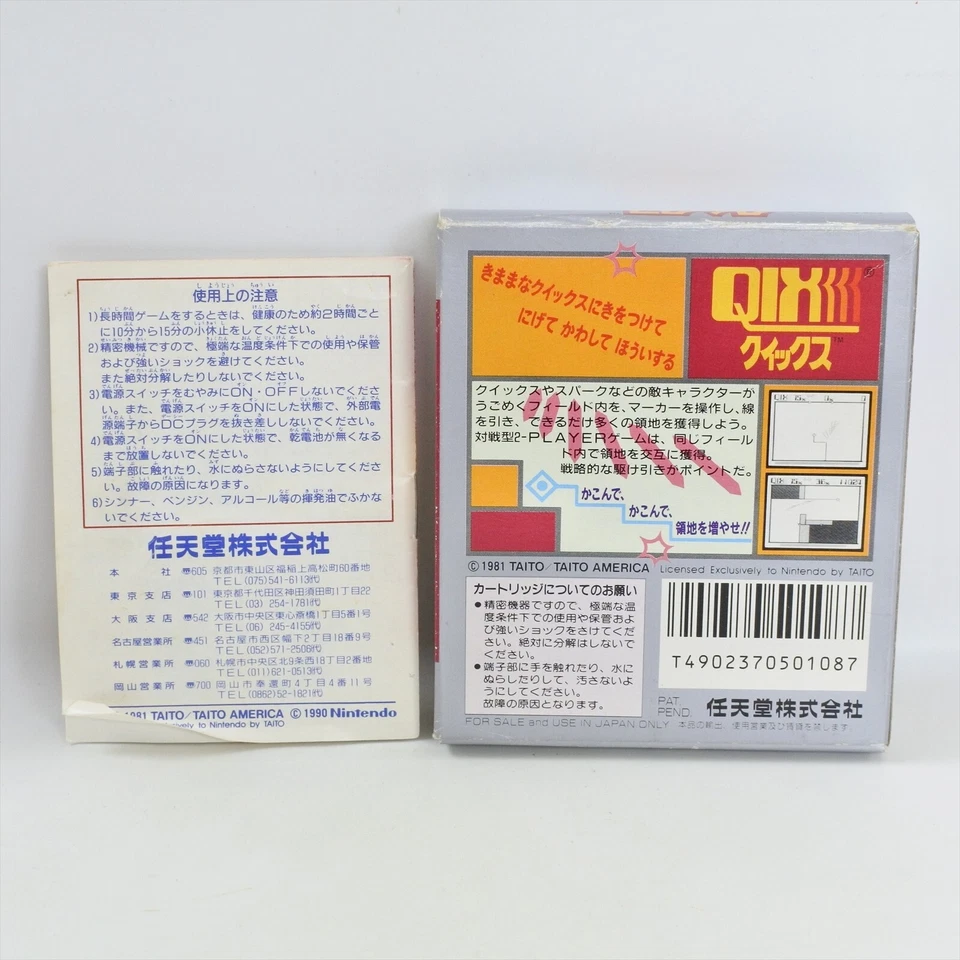 使用上の注意
1)長時間ゲームをするときは、健康のため約2時間ごと
に10分から15分の小休止をしてください。
2)精密機械ですので、極端な温度条件下での使用や保管
および強いショックを避けてください。
また絶対分解したりしないでください。
3)電源スイッチをむやみにON・OFFしないでくださ
い。また、電源スイッチをONにした状態で、外部電
源端子からDCプラグを抜き差ししないでください。
4)電源スイッチをONにした状態で、乾電池が無くなる
まで放置しないでください。
5)端子部に触れたり、水にぬらさないようにしてくださ
い。故障の原因になります。
6)シンナー、ベンジン、アルコール等の揮発油でふかな
いでください。
任天堂株式会社
本社 〒605 京都市東山区福稲上高松町60番地
TEL(075)541-6113代
東京支店 〒101 東京都千代田区神田須田町1丁目22
TEL(03) 254-1781代
大阪支店 〒542 大阪市中央区東心斎橋1丁目5番1号
TEL(06) 245-4155代
名古屋営業所 〒451 名古屋市西区幅下2丁目18番9号
TEL(052)571-2506代
札幌営業所 〒060 札幌市中央区北9条西18丁目2番地
TEL(011)621-0513代
岡山営業所 〒700 岡山市奉還町4丁目4番11号
TEL(0862)52-1821代
1981 TAITO/TAITO AMERICA © 1990 Nintendo
to Nintendo by TAITO
きままなクイックスにきをつけて
にげて かわして ほういする
QIX
クイックス™
クイックスやスパークなどの敵キャラクターが
うごめくフィールド内を、マーカーを操作し、線
を引き、できるだけ多くの領地を獲得しよう。
対戦型2-PLAYERゲームは、同じフィール
ド内で領地を交互に獲得。
戦略的な駆け引きがポイントだ。
かこんで、
かこんで、
領地を増やせ!!
© 1981 TAITO/TAITO AMERICA Licensed Exclusively to Nintendo by TAITO
カートリッジについてのお願い
●精密機器ですので、極端な温
度条件下での使用や保管およ
び強いショックをさけてくださ
い。絶対に分解はしないでく
ださい。
●端子部に手を触れたり、水に
ぬらしたりして、汚さないよ
うにしてください。
故障の原因となります。
T4902370501087
PAT.
PEND.
任天堂株式会社
FOR SALE and USE IN JAPAN ONLY 本品の輸出、使用営業及び賃貸を禁じます。